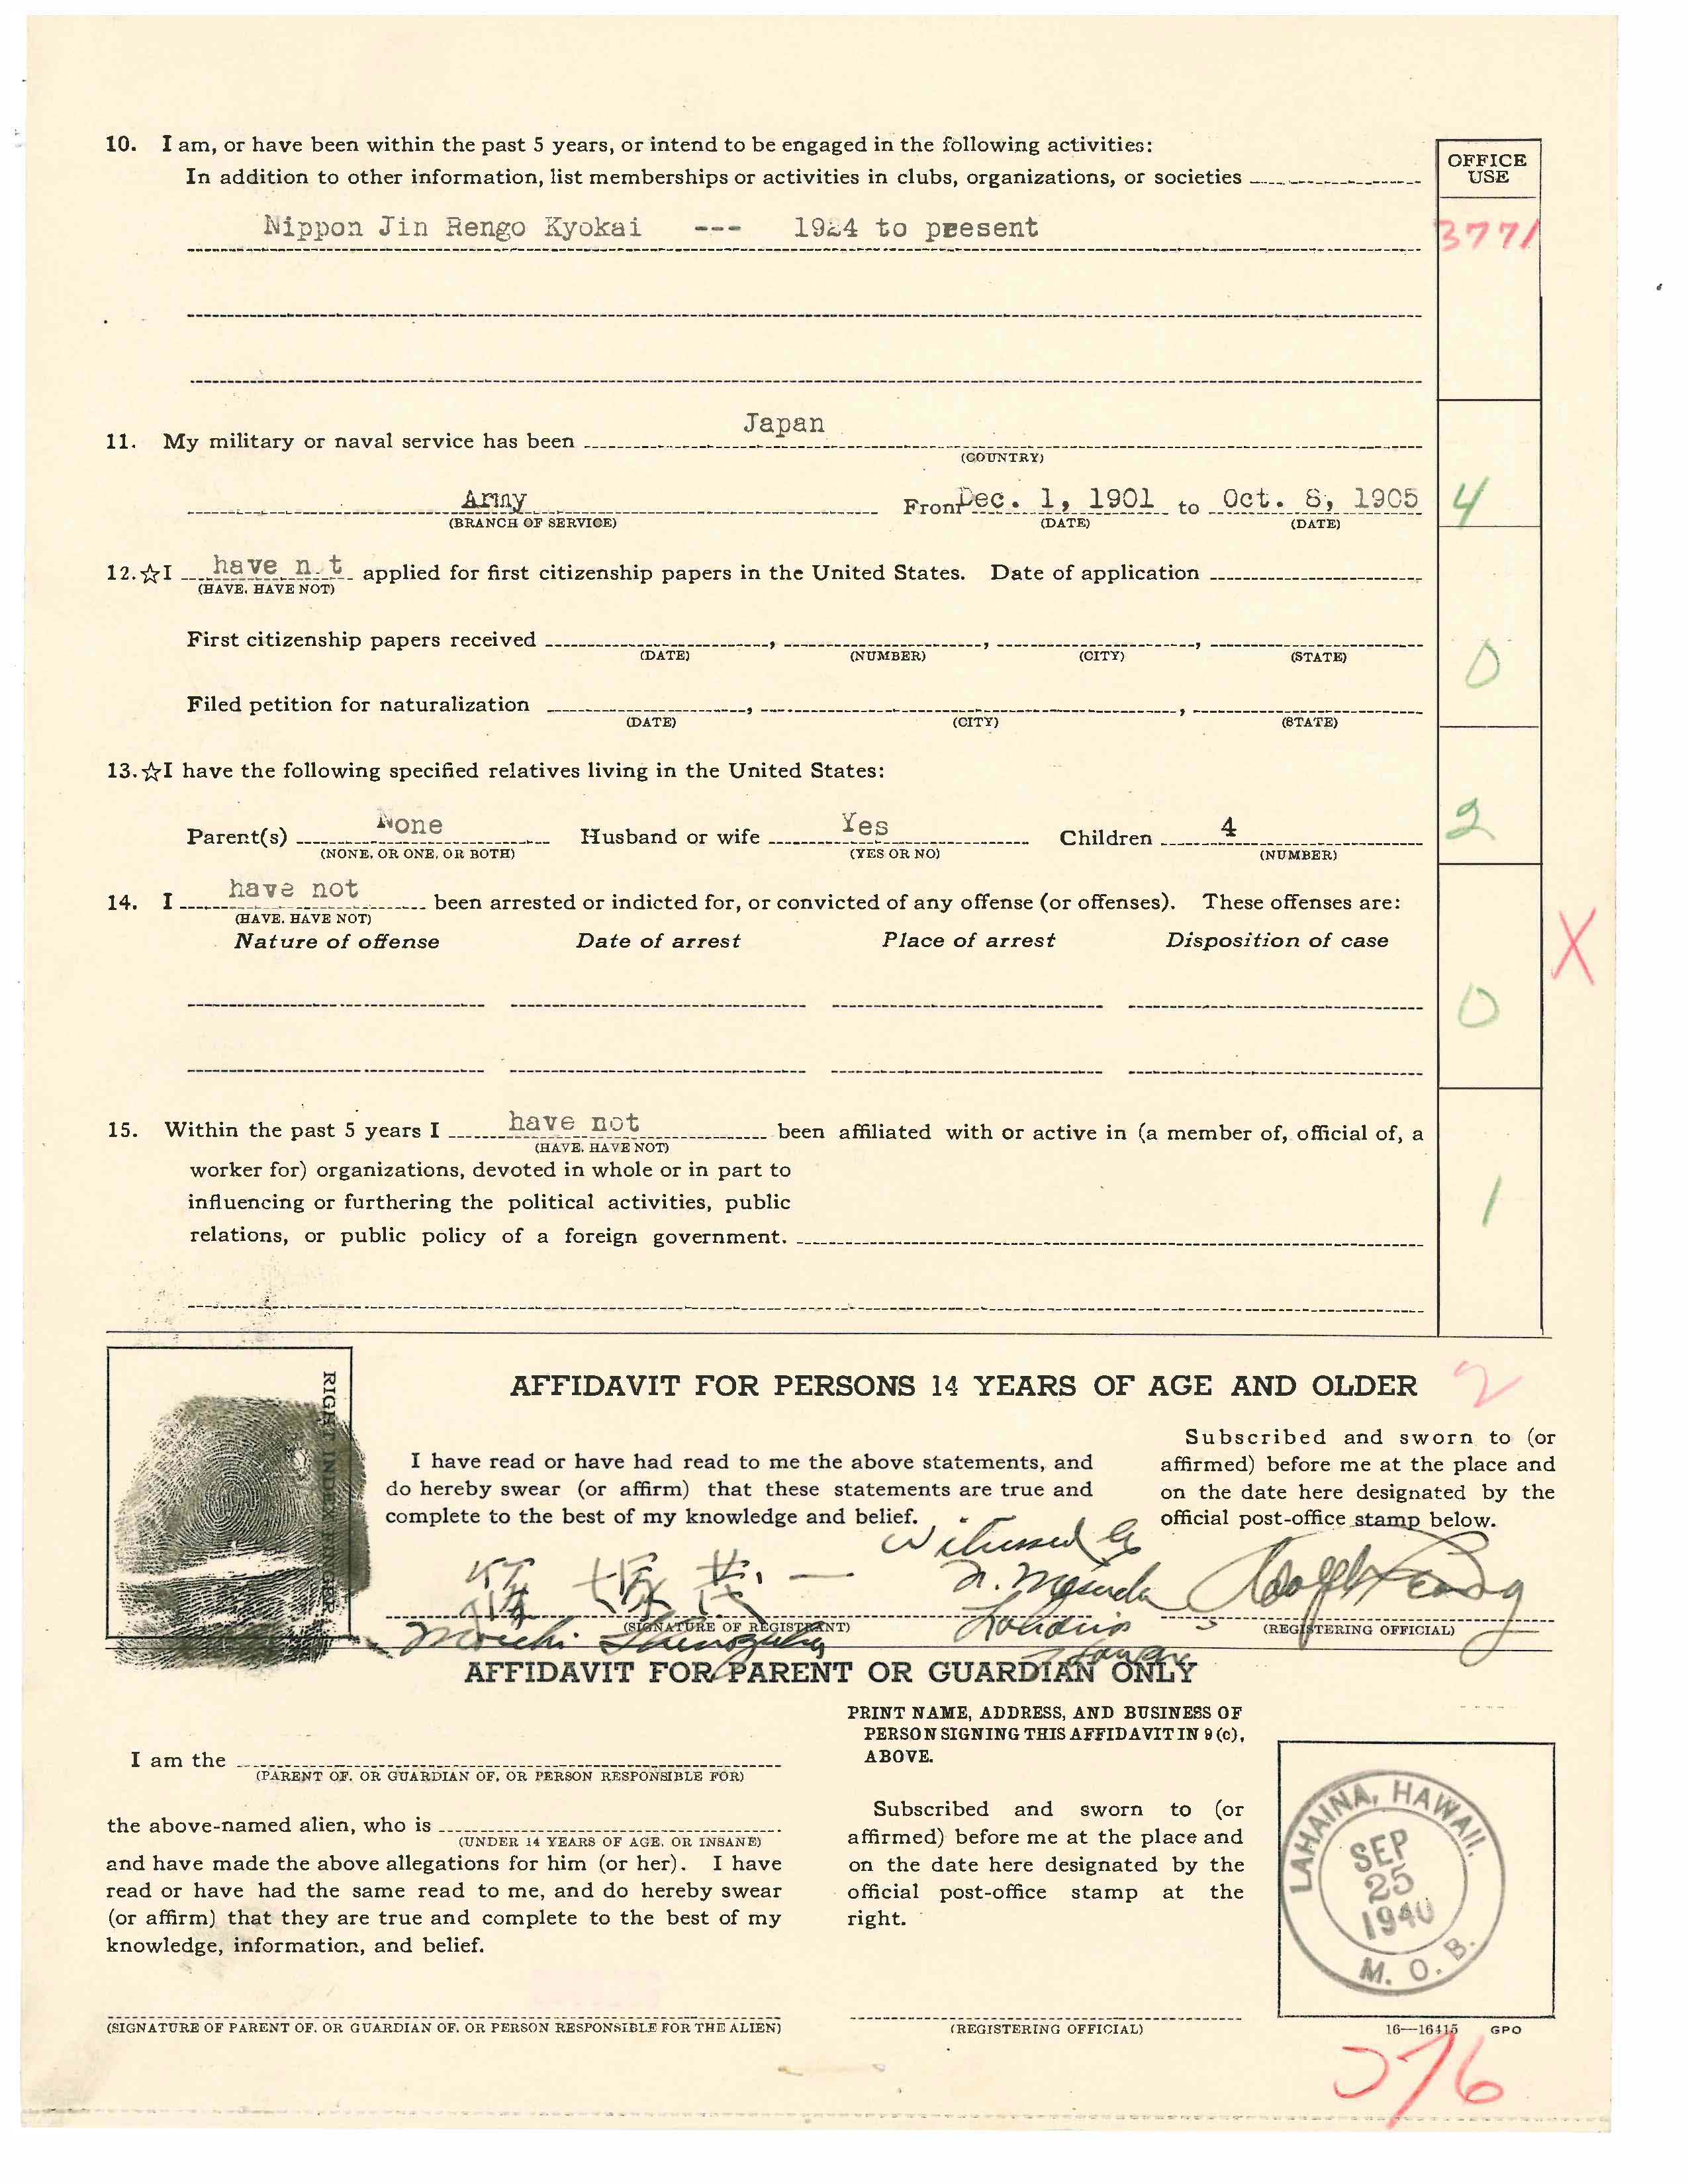 10. I am, or have been within the past 5 years, or intend to be engaged in the following activities:
In addition to other information, list memberships or activities in clubs, organizations, or societies
OFFICE USE
Nippon Jin Rengo Kyokai --- 1924 to present
3771
11. My military or naval service has been Japan
(COUNTRY)
Army From Dec. 1, 1901 to Oct. 8, 1905
(BRANCH OF SERVICE) (DATE) (DATE)
4
12. ☆I have n t applied for first citizenship papers in the United States. Date of application
(HAVE, HAVE NOT)
First citizenship papers received , , ,
(DATE) (NUMBER) (CITY) (STATE)
0
Filed petition for naturalization , ,
(DATE) (CITY) (STATE)
13. ☆I have the following specified relatives living in the United States:
Parent(s) None Husband or wife Yes Children 4
(NONE, OR ONE, OR BOTH) (YES OR NO) (NUMBER)
2
14. I have not been arrested or indicted for, or convicted of any offense (or offenses). These offenses are:
(HAVE, HAVE NOT)
Nature of offense Date of arrest Place of arrest Disposition of case
X
0
15. Within the past 5 years I have not been affiliated with or active in (a member of, official of, a
(HAVE, HAVE NOT)
worker for) organizations, devoted in whole or in part to
influencing or furthering the political activities, public
relations, or public policy of a foreign government.
1
RIGHT INDEX FINGER
AFFIDAVIT FOR PERSONS 14 YEARS OF AGE AND OLDER
2
I have read or have had read to me the above statements, and
do hereby swear (or affirm) that these statements are true and
complete to the best of my knowledge and belief.
Subscribed and sworn to (or
affirmed) before me at the place and
on the date here designated by the
official post-office stamp below.
Witnessed by
一
(SIGNATURE OF REGISTRANT)
(REGISTERING OFFICIAL)
AFFIDAVIT FOR PARENT OR GUARDIAN ONLY
PRINT NAME, ADDRESS, AND BUSINESS OF
PERSON SIGNING THIS AFFIDAVIT IN 9 (c),
ABOVE.
I am the
(PARENT OF, OR GUARDIAN OF, OR PERSON RESPONSIBLE FOR)
the above-named alien, who is
(UNDER 14 YEARS OF AGE, OR INSANE)
and have made the above allegations for him (or her). I have
read or have had the same read to me, and do hereby swear
(or affirm) that they are true and complete to the best of my
knowledge, information, and belief.
Subscribed and sworn to (or
affirmed) before me at the place and
on the date here designated by the
official post-office stamp at the
right.
LAHAINA, HAWAII.
SEP
25
1940
M. O. B.
(SIGNATURE OF PARENT OF, OR GUARDIAN OF, OR PERSON RESPONSIBLE FOR THE ALIEN)
(REGISTERING OFFICIAL)
16—16415 GPO
376